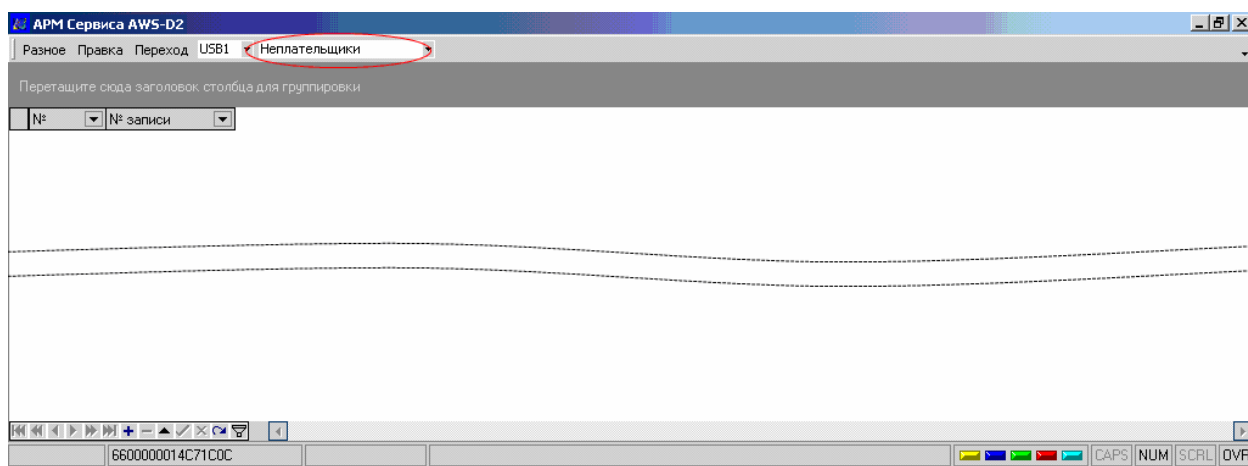 АРМ Сервиса AWS-D2
Разное Правка Переход USB1 Неплательщики
Перетащите сюда заголовок столбца для группировки
№ № записи
6600000014C71C0C CAPS NUM SCRL OVR